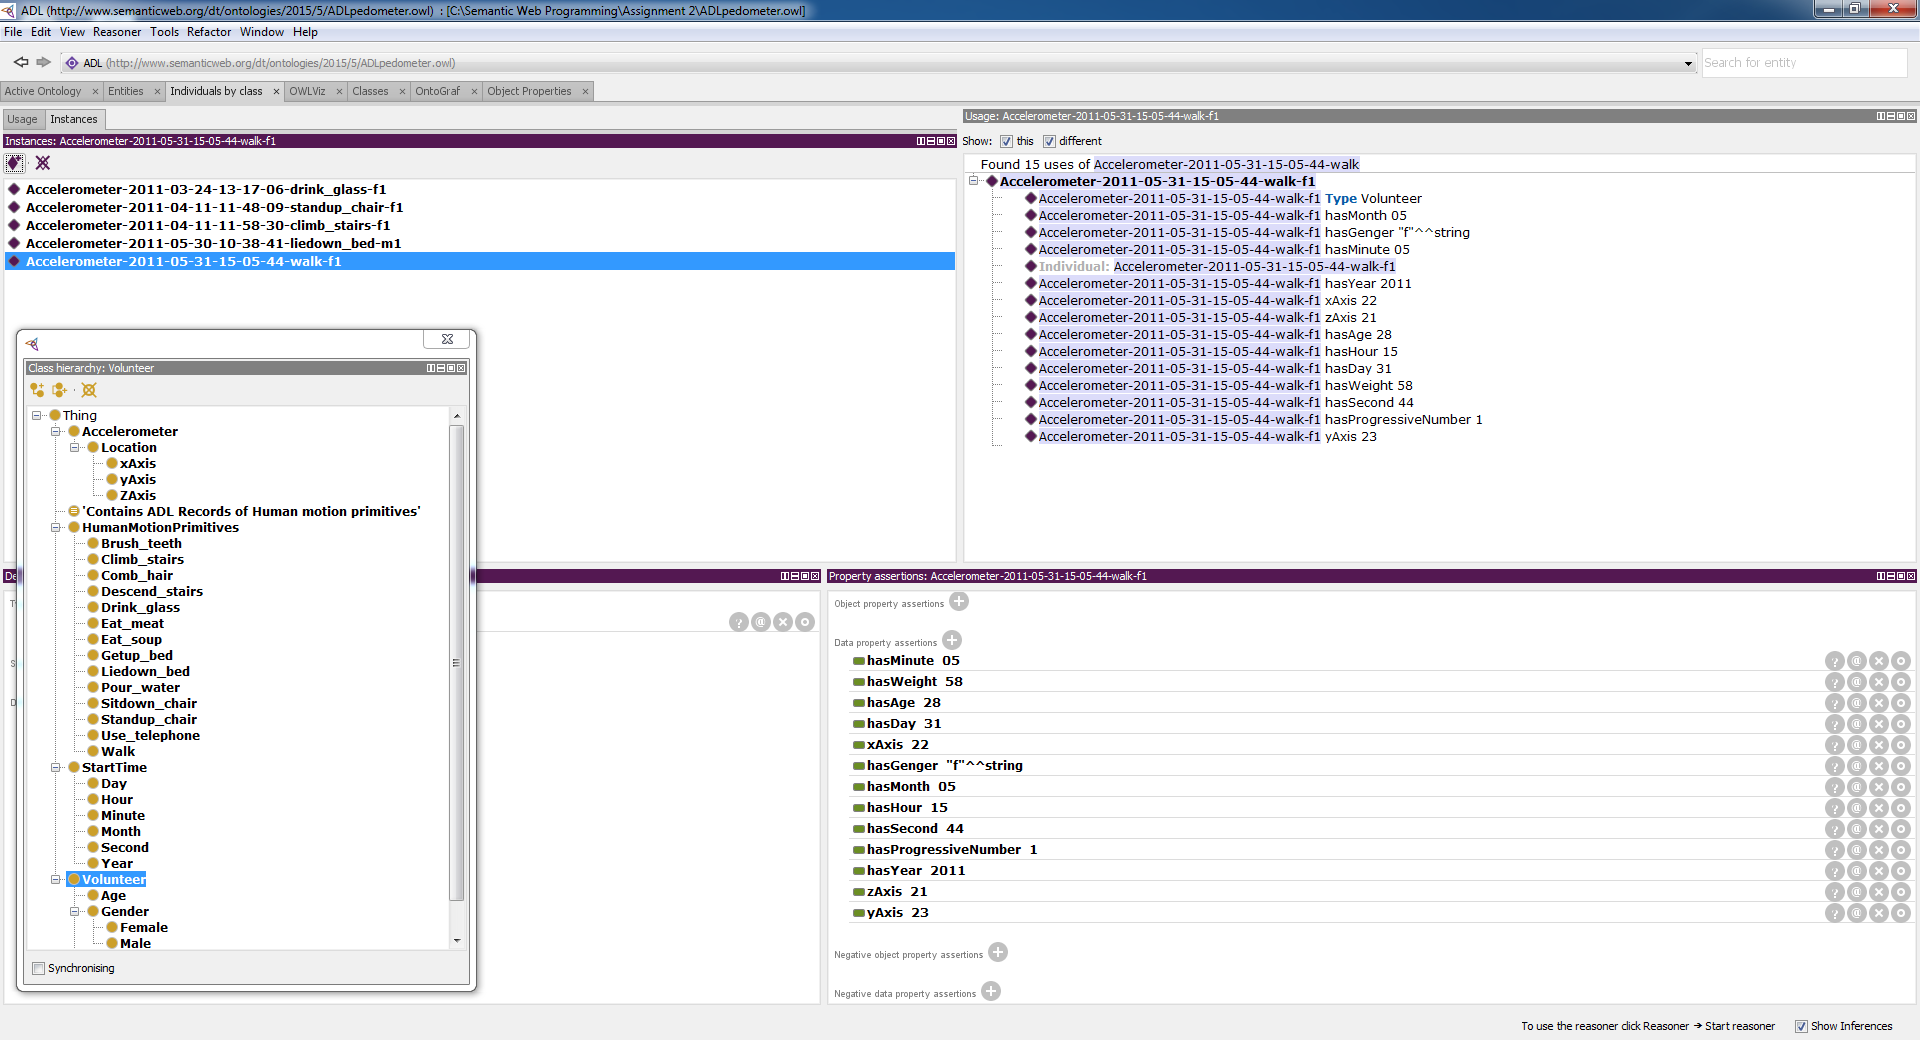 ADL (http://www.semanticweb.org/dt/ontologies/2015/5/ADLpedometer.owl) : [C:\Semantic Web Programming\Assignment 2\ADLpedometer.owl]
File Edit View Reasoner Tools Refactor Window Help
ADL (http://www.semanticweb.org/dt/ontologies/2015/5/ADLpedometer.owl)
Search for entity
Active Ontology × Entities × Individuals by class × OWLViz × Classes × OntoGraf × Object Properties ×
Usage Instances
Instances: Accelerometer-2011-05-31-15-05-44-walk-f1
Accelerometer-2011-03-24-13-17-06-drink_glass-f1
Accelerometer-2011-04-11-11-48-09-standup_chair-f1
Accelerometer-2011-04-11-11-58-30-climb_stairs-f1
Accelerometer-2011-05-30-10-38-41-liedown_bed-m1
Accelerometer-2011-05-31-15-05-44-walk-f1
Usage: Accelerometer-2011-05-31-15-05-44-walk-f1
Show: this different
Found 15 uses of Accelerometer-2011-05-31-15-05-44-walk
Accelerometer-2011-05-31-15-05-44-walk-f1
Accelerometer-2011-05-31-15-05-44-walk-f1 Type Volunteer
Accelerometer-2011-05-31-15-05-44-walk-f1 hasMonth 05
Accelerometer-2011-05-31-15-05-44-walk-f1 hasGenger "f"^^string
Accelerometer-2011-05-31-15-05-44-walk-f1 hasMinute 05
Individual: Accelerometer-2011-05-31-15-05-44-walk-f1
Accelerometer-2011-05-31-15-05-44-walk-f1 hasYear 2011
Accelerometer-2011-05-31-15-05-44-walk-f1 xAxis 22
Accelerometer-2011-05-31-15-05-44-walk-f1 zAxis 21
Accelerometer-2011-05-31-15-05-44-walk-f1 hasAge 28
Accelerometer-2011-05-31-15-05-44-walk-f1 hasHour 15
Accelerometer-2011-05-31-15-05-44-walk-f1 hasDay 31
Accelerometer-2011-05-31-15-05-44-walk-f1 hasWeight 58
Accelerometer-2011-05-31-15-05-44-walk-f1 hasSecond 44
Accelerometer-2011-05-31-15-05-44-walk-f1 hasProgressiveNumber 1
Accelerometer-2011-05-31-15-05-44-walk-f1 yAxis 23
Class hierarchy: Volunteer
Thing
Accelerometer
Location
xAxis
yAxis
ZAxis
'Contains ADL Records of Human motion primitives'
HumanMotionPrimitives
Brush_teeth
Climb_stairs
Comb_hair
Descend_stairs
Drink_glass
Eat_meat
Eat_soup
Getup_bed
Liedown_bed
Pour_water
Sitdown_chair
Standup_chair
Use_telephone
Walk
StartTime
Day
Hour
Minute
Month
Second
Year
Volunteer
Age
Gender
Female
Male
Synchronising
Property assertions: Accelerometer-2011-05-31-15-05-44-walk-f1
Object property assertions
Data property assertions
hasMinute 05
hasWeight 58
hasAge 28
hasDay 31
xAxis 22
hasGenger "f"^^string
hasMonth 05
hasHour 15
hasSecond 44
hasProgressiveNumber 1
hasYear 2011
zAxis 21
yAxis 23
Negative object property assertions
Negative data property assertions
To use the reasoner click Reasoner → Start reasoner Show Inferences